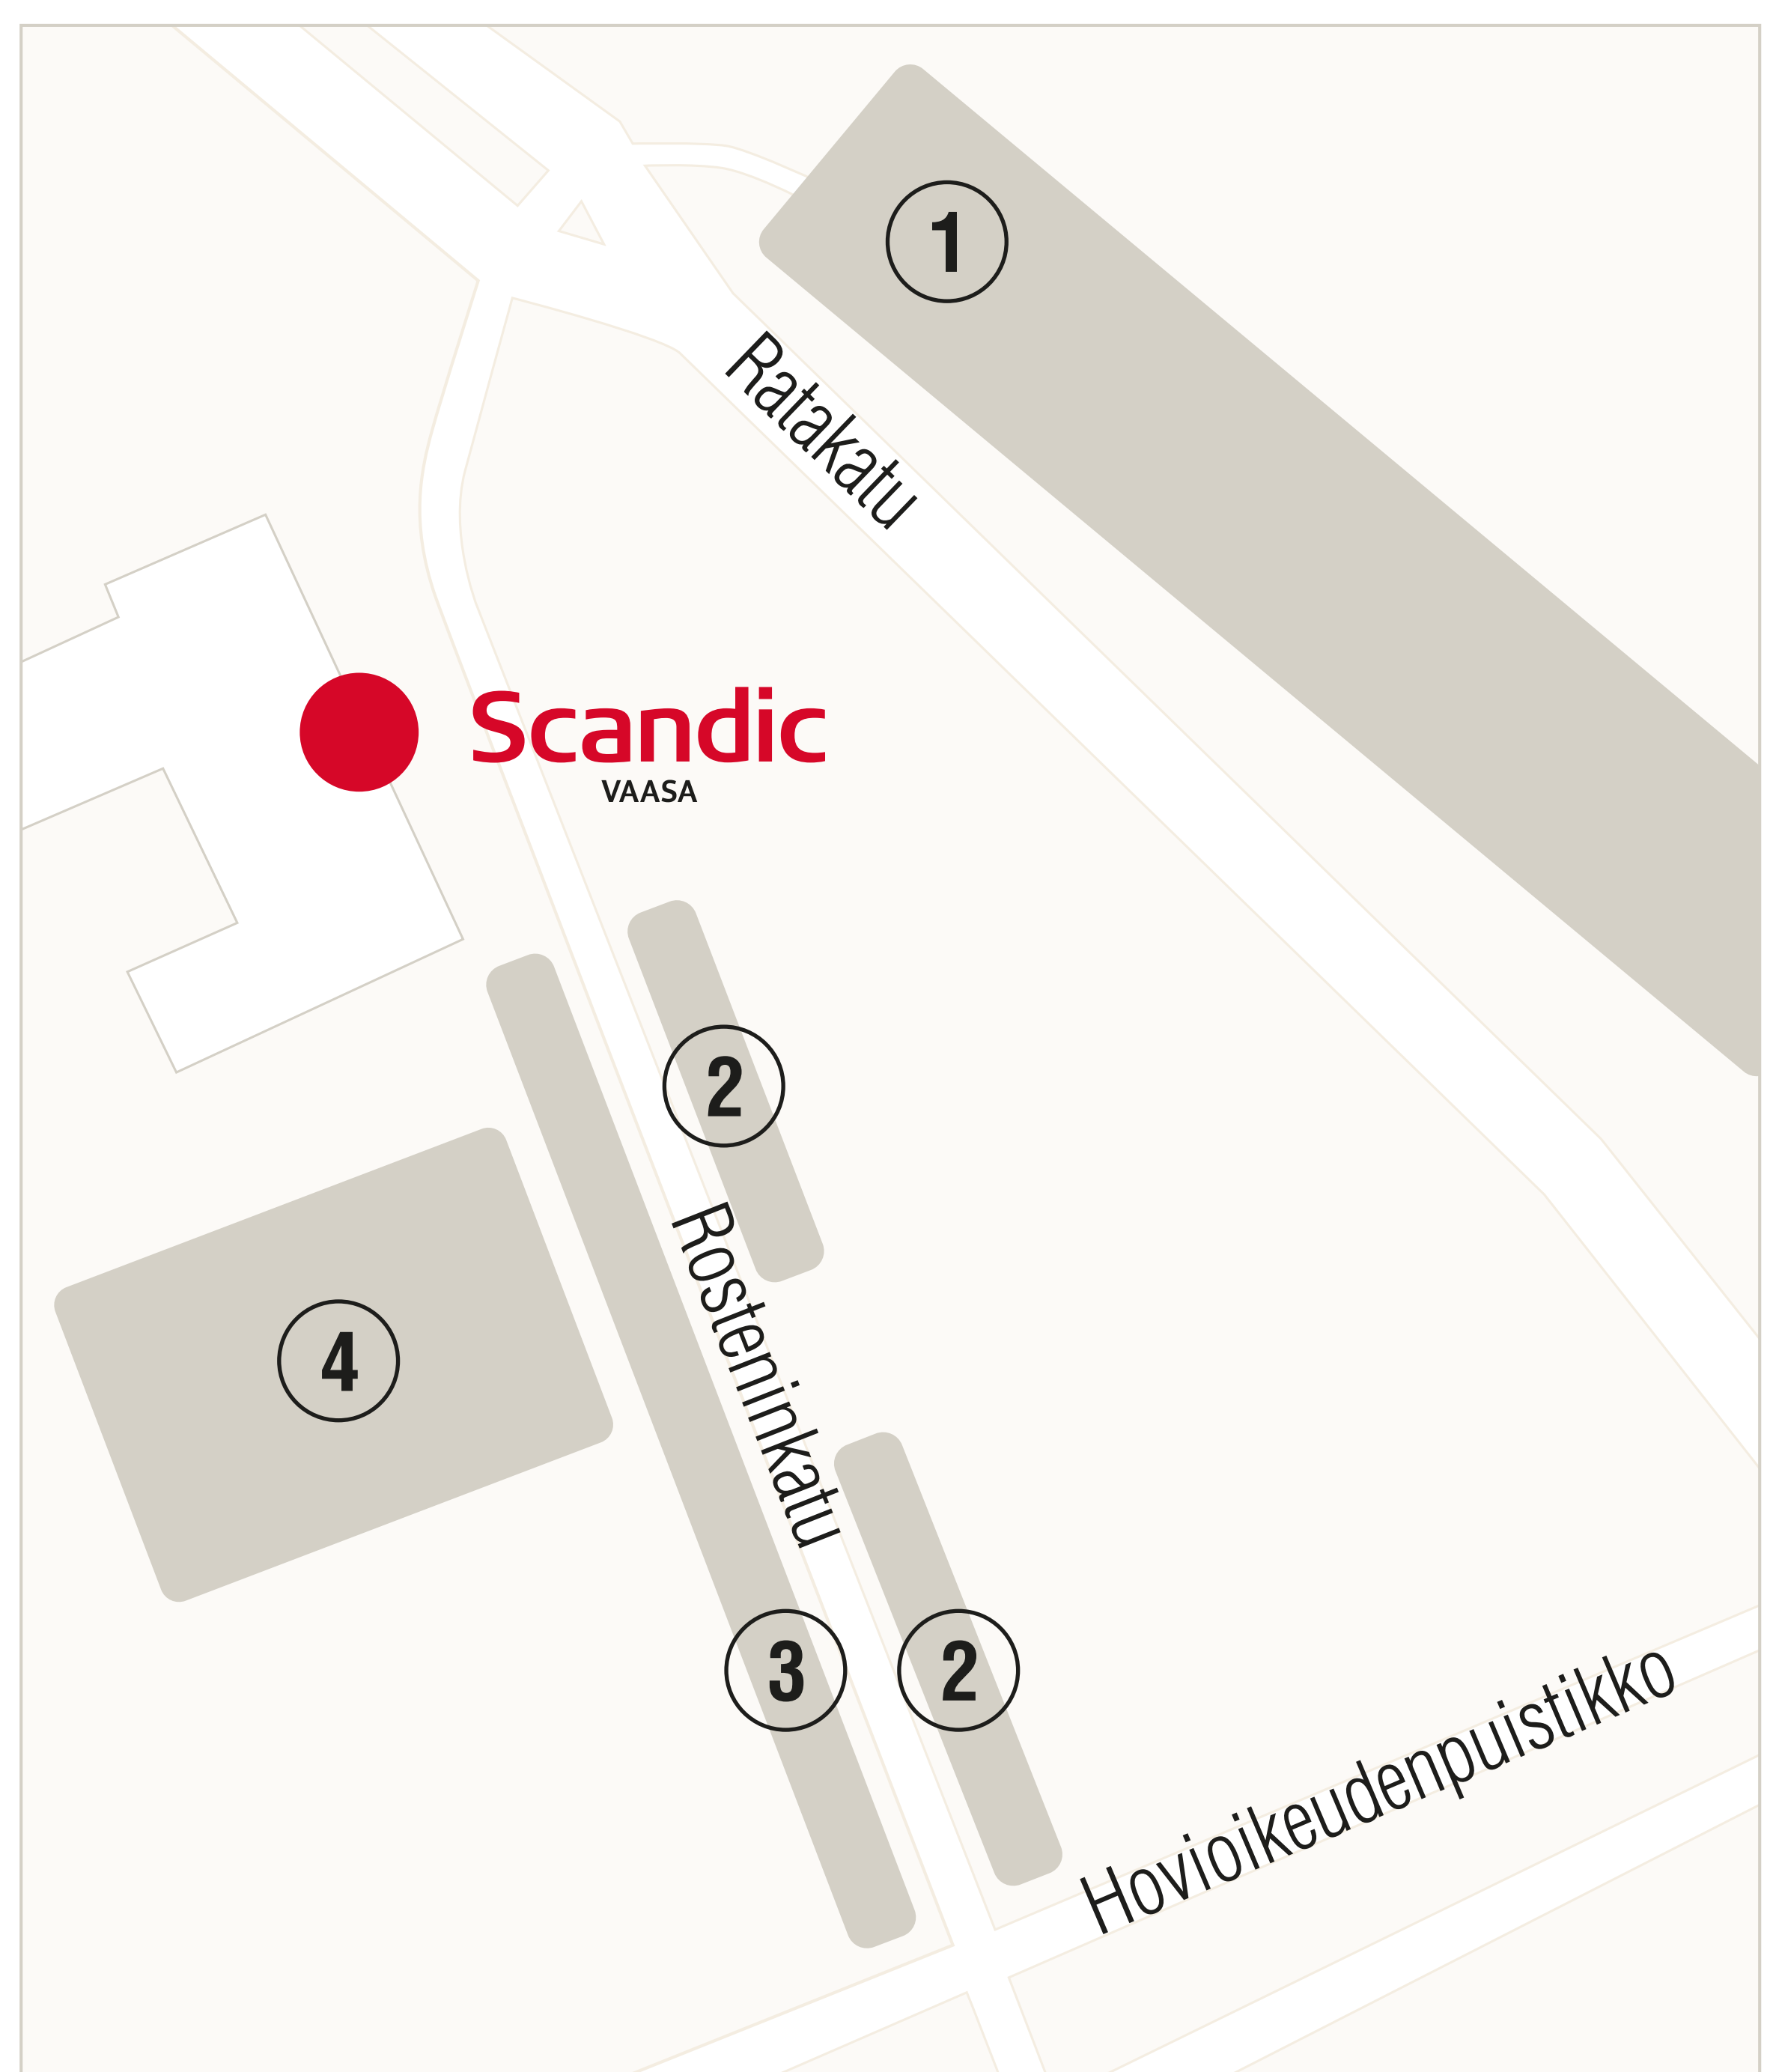 1
Ratakatu
Scandic
VAASA
2
Rosteninkatu
4
3
2
Hovioikeudenpuistikko